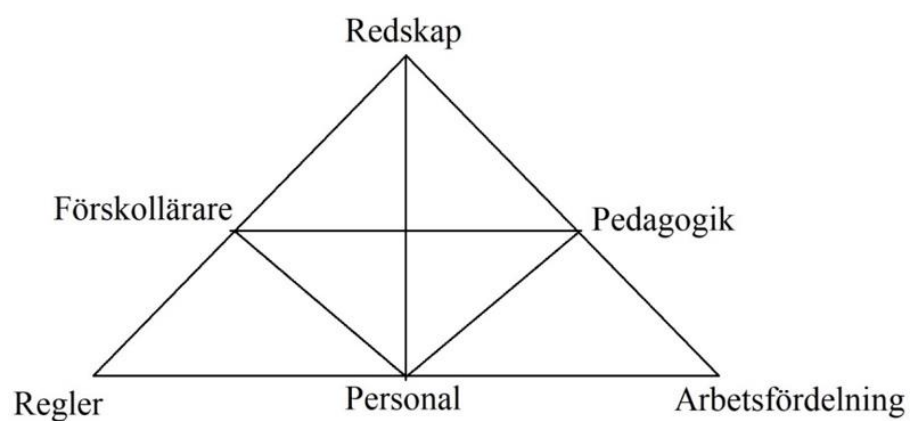 Redskap
Förskollärare
Pedagogik
Regler
Personal
Arbetsfördelning